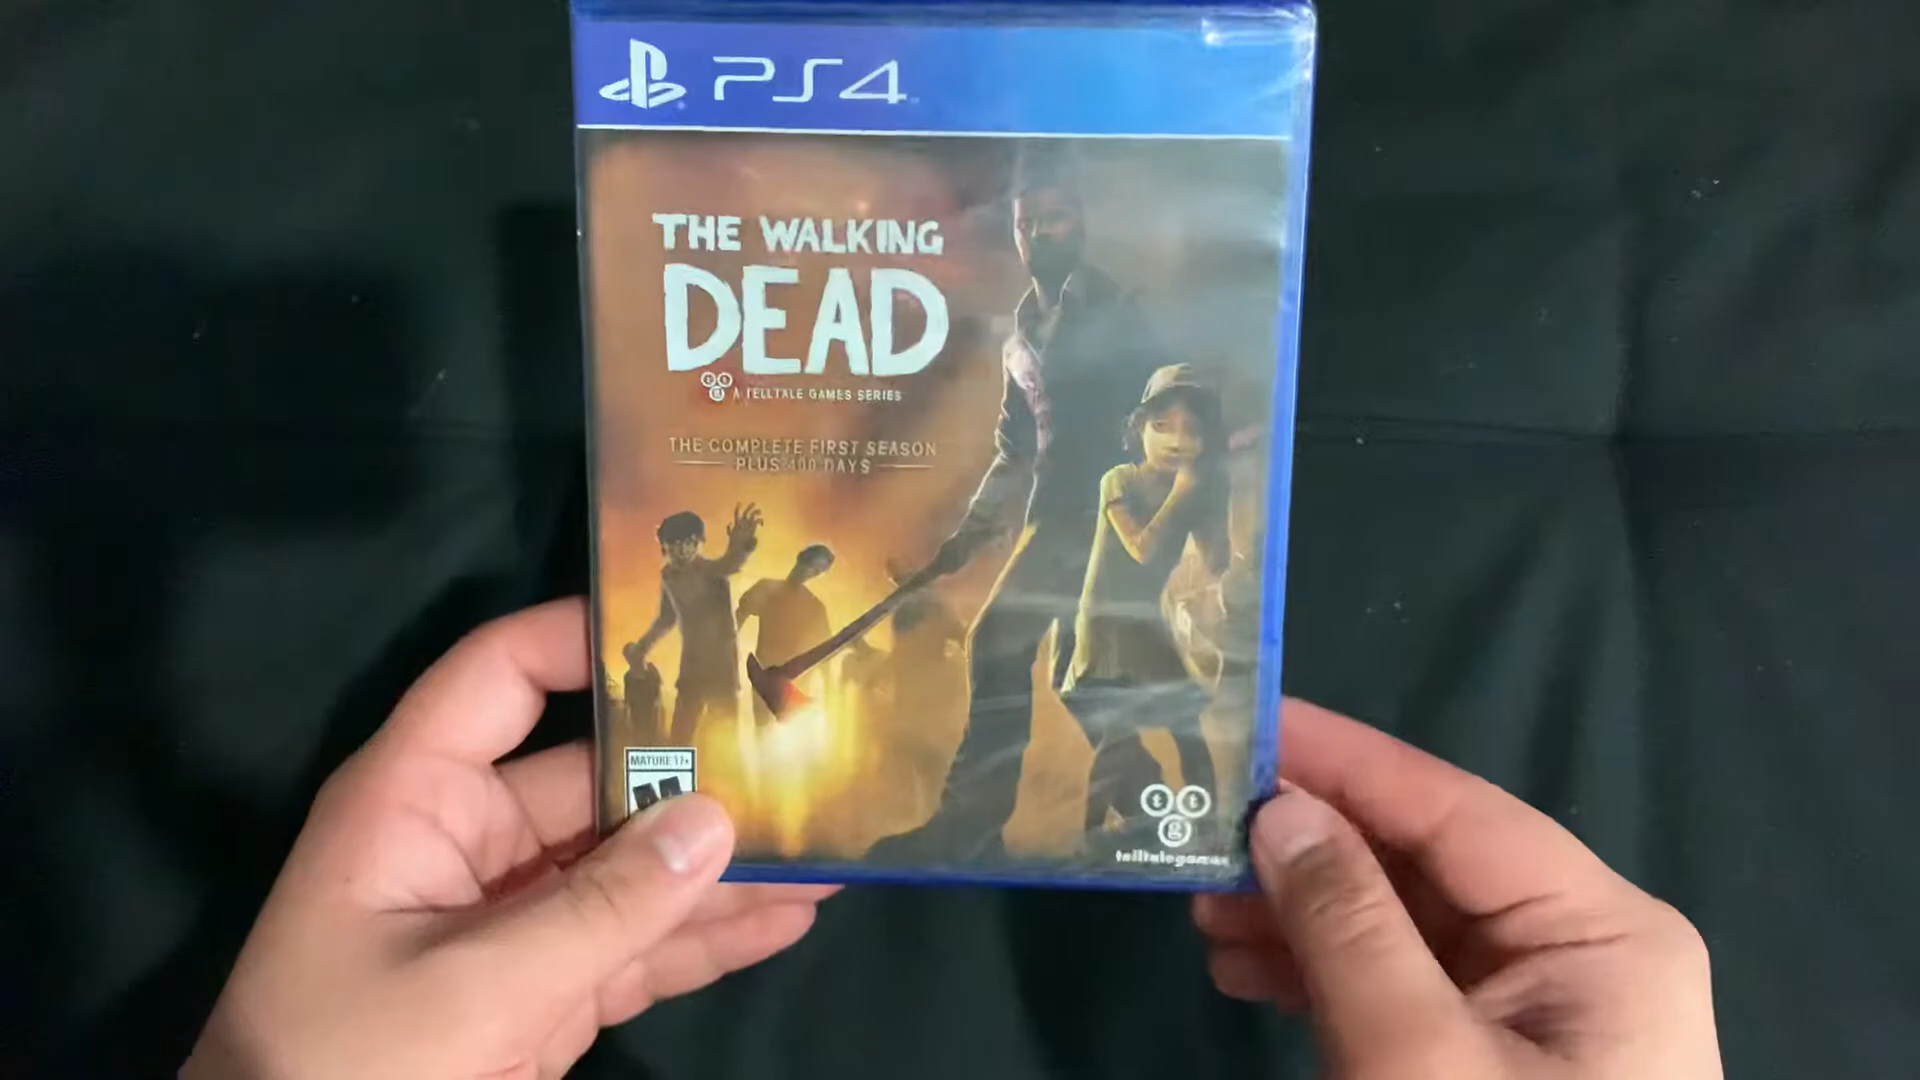 PS4
THE WALKING
DEAD
A TELLTALE GAMES SERIES
THE COMPLETE FIRST SEASON
PLUS 400 DAYS
MATURE 17+
M
t t
g
telltalegames